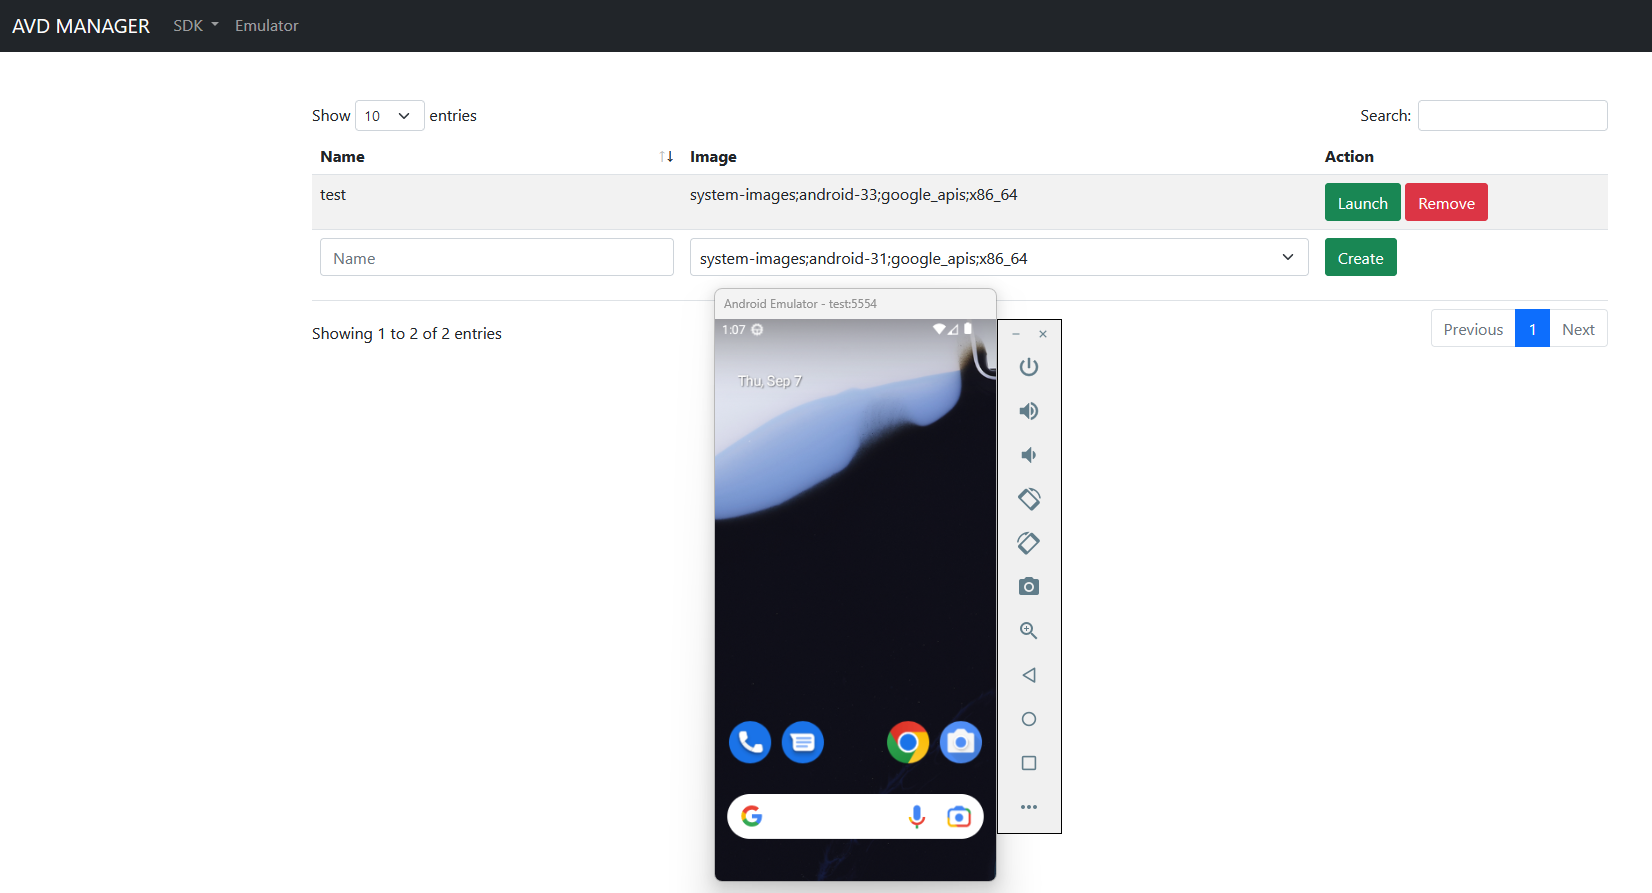 AVD MANAGER SDK Emulator
Show 10 entries Search:
Name Image Action
test system-images;android-33;google_apis;x86_64 Launch Remove
Name system-images;android-31;google_apis;x86_64 Create
Android Emulator - test:5554
Showing 1 to 2 of 2 entries Previous 1 Next
1:07
Thu, Sep 7